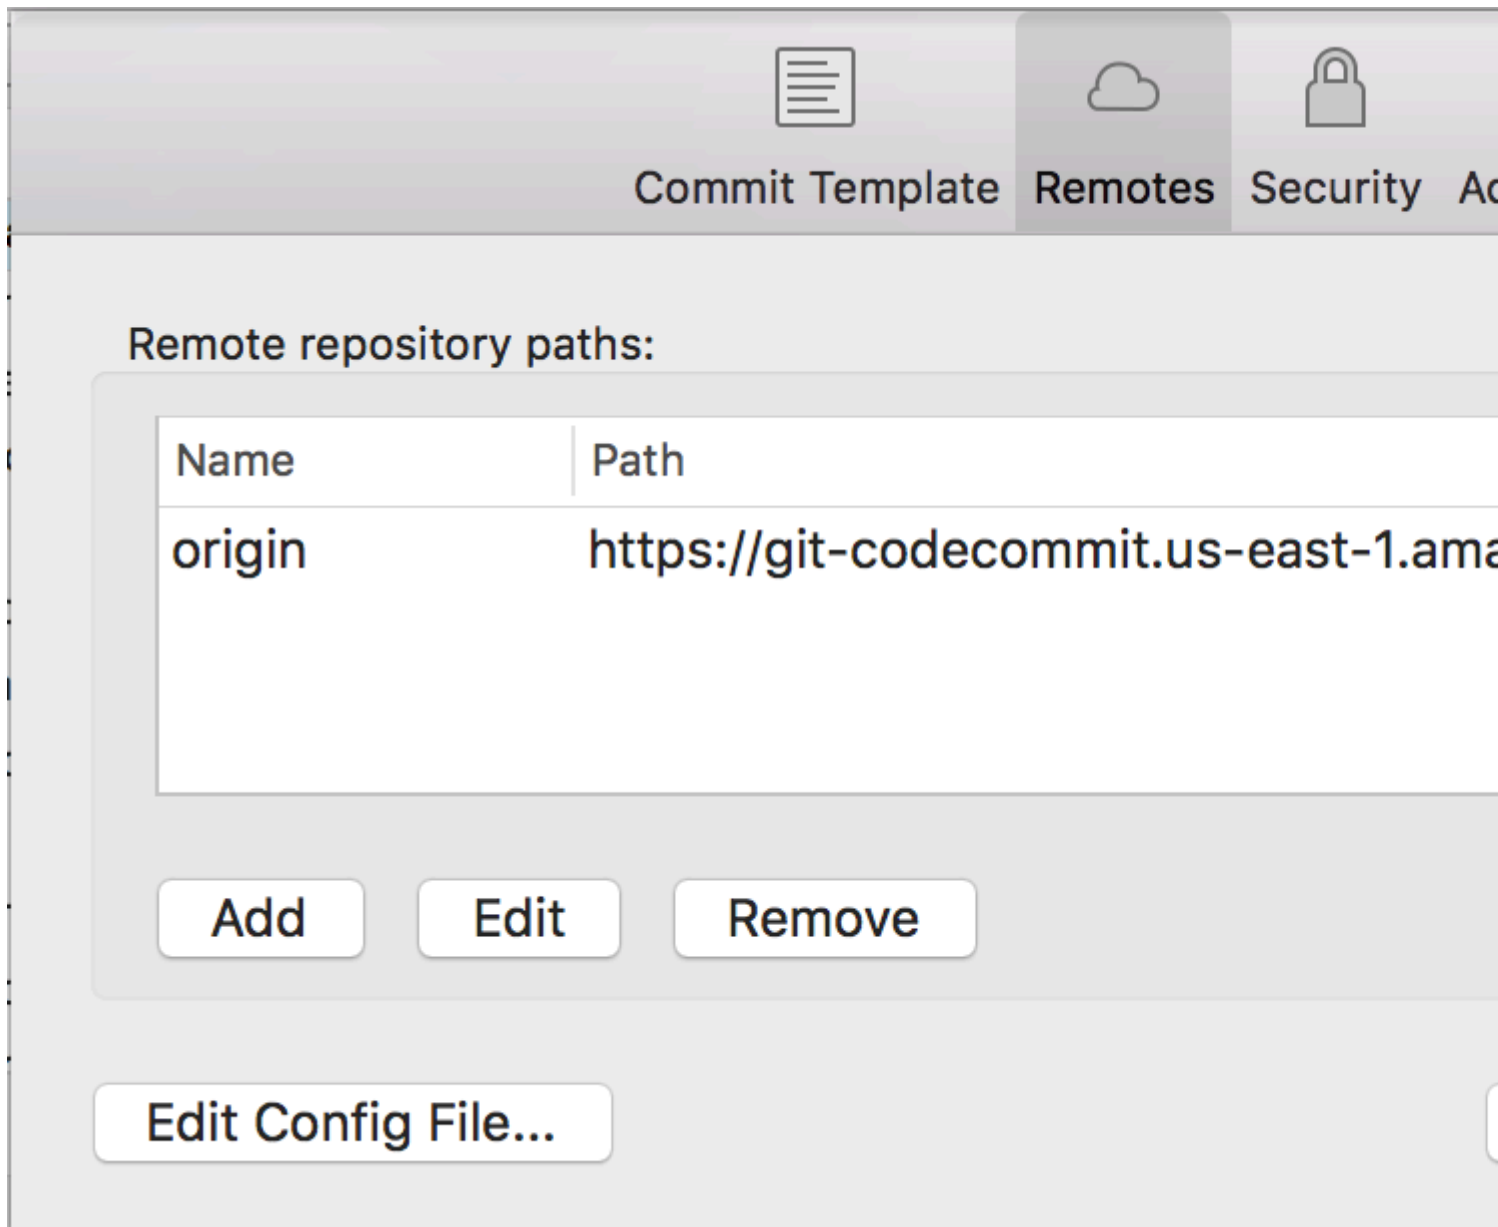 Commit Template Remotes Security
Remote repository paths:
Name Path
origin https://git-codecommit.us-east-1.ama
Add Edit Remove
Edit Config File...